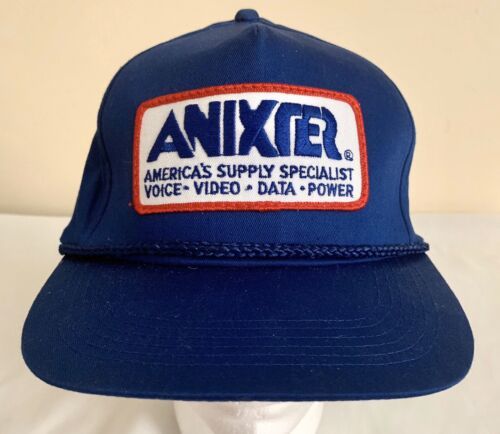 ANIXTER®
AMERICA'S SUPPLY SPECIALIST
VOICE • VIDEO • DATA • POWER